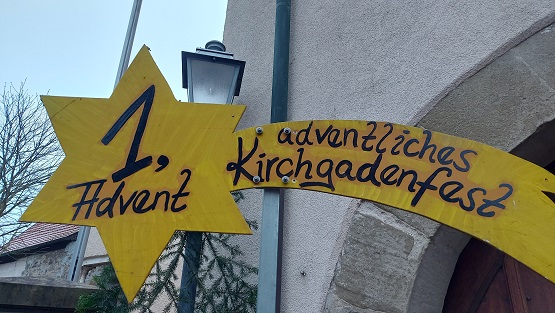 1,
Advent
adventliches
Kirchgadenfest